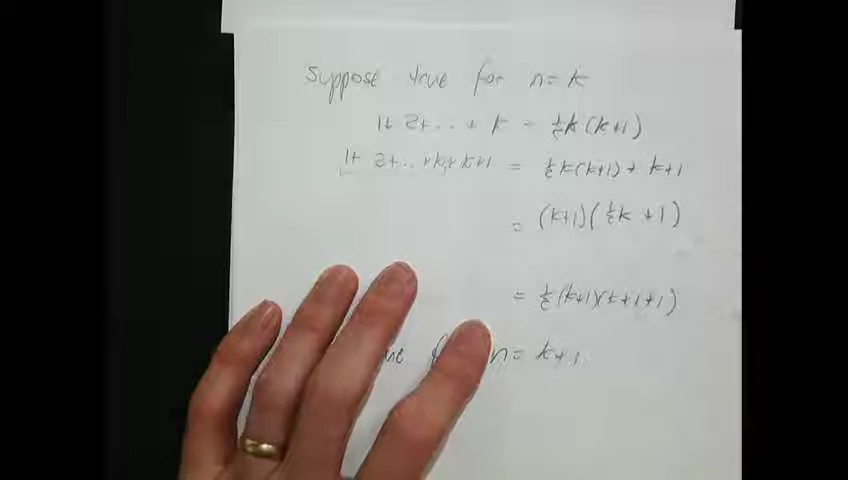 Suppose true for n = k
1+ 2+ ... + k = ½k(k+1)
1+ 2+ ... +k+ k+1 = ½k(k+1) + k+1
= (k+1)(½k +1)
= ½(k+1)(k+1+1)
n = k+1.